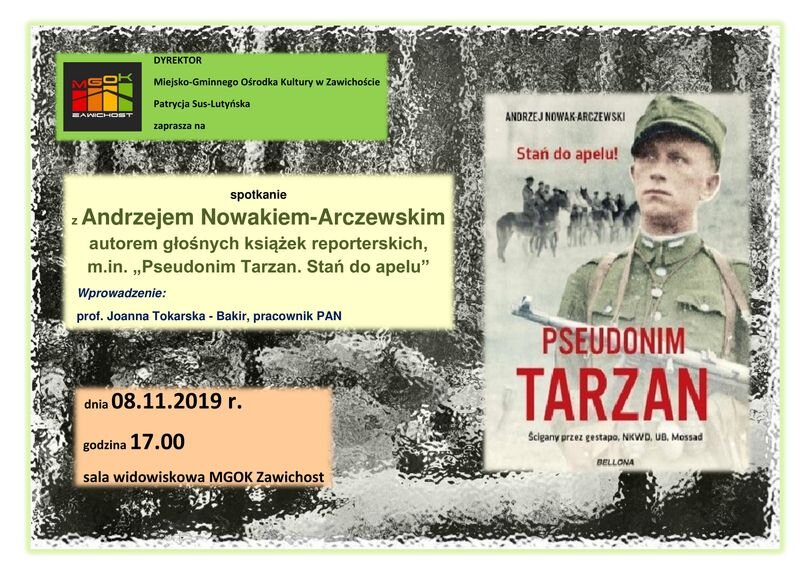 MGOK
ZAWICHOST
DYREKTOR
Miejsko-Gminnego Ośrodka Kultury w Zawichoście
Patrycja Sus-Lutyńska
zaprasza na
spotkanie
z Andrzejem Nowakiem-Arczewskim
autorem głośnych książek reporterskich,
m.in. „Pseudonim Tarzan. Stań do apelu”
Wprowadzenie:
prof. Joanna Tokarska - Bakir, pracownik PAN
dnia 08.11.2019 r.
godzina 17.00
sala widowiskowa MGOK Zawichost
ANDRZEJ NOWAK-ARCZEWSKI
Stań do apelu!
PSEUDONIM
TARZAN
Ścigany przez gestapo, NKWD, UB, Mossad
BELLONA